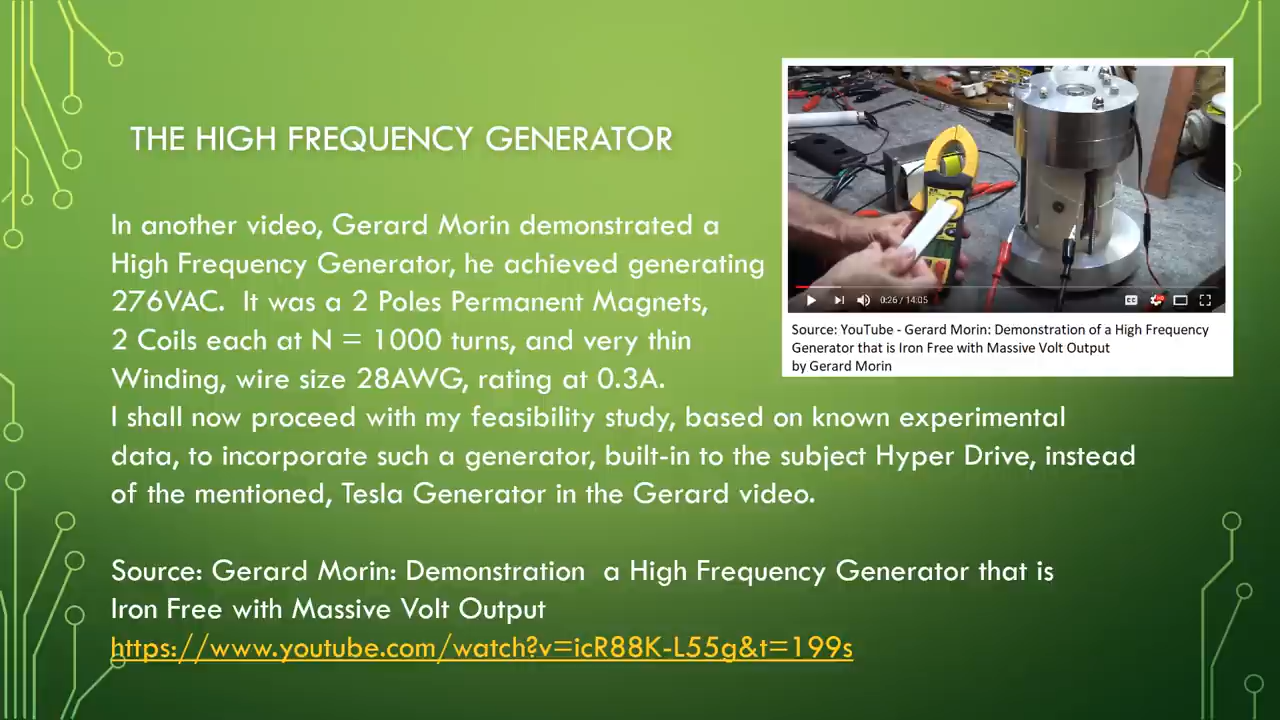 THE HIGH FREQUENCY GENERATOR
In another video, Gerard Morin demonstrated a
High Frequency Generator, he achieved generating
276VAC.  It was a 2 Poles Permanent Magnets,
2 Coils each at N = 1000 turns, and very thin
Winding, wire size 28AWG, rating at 0.3A.
I shall now proceed with my feasibility study, based on known experimental
data, to incorporate such a generator, built-in to the subject Hyper Drive, instead
of the mentioned, Tesla Generator in the Gerard video.
0:26 / 14:05
CC
Source: YouTube - Gerard Morin: Demonstration of a High Frequency
Generator that is Iron Free with Massive Volt Output
by Gerard Morin
Source: Gerard Morin: Demonstration  a High Frequency Generator that is
Iron Free with Massive Volt Output
https://www.youtube.com/watch?v=icR88K-L55g&t=199s